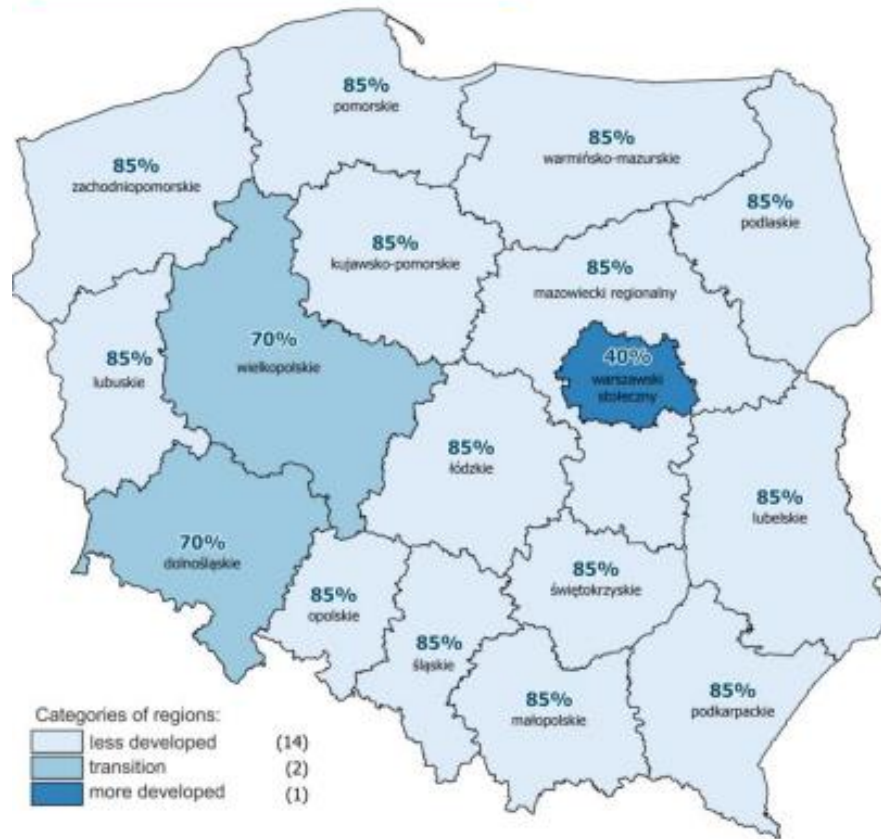 85%
pomorskie
85%
warmińsko-mazurskie
85%
zachodniopomorskie
85%
podlaskie
85%
kujawsko-pomorskie
85%
mazowiecki regionalny
70%
wielkopolskie
40%
warszawski
stołeczny
85%
lubuskie
85%
łódzkie
85%
lubelskie
70%
dolnośląskie
85%
opolskie
85%
świętokrzyskie
85%
śląskie
85%
małopolskie
85%
podkarpackie
Categories of regions:
less developed (14)
transition (2)
more developed (1)